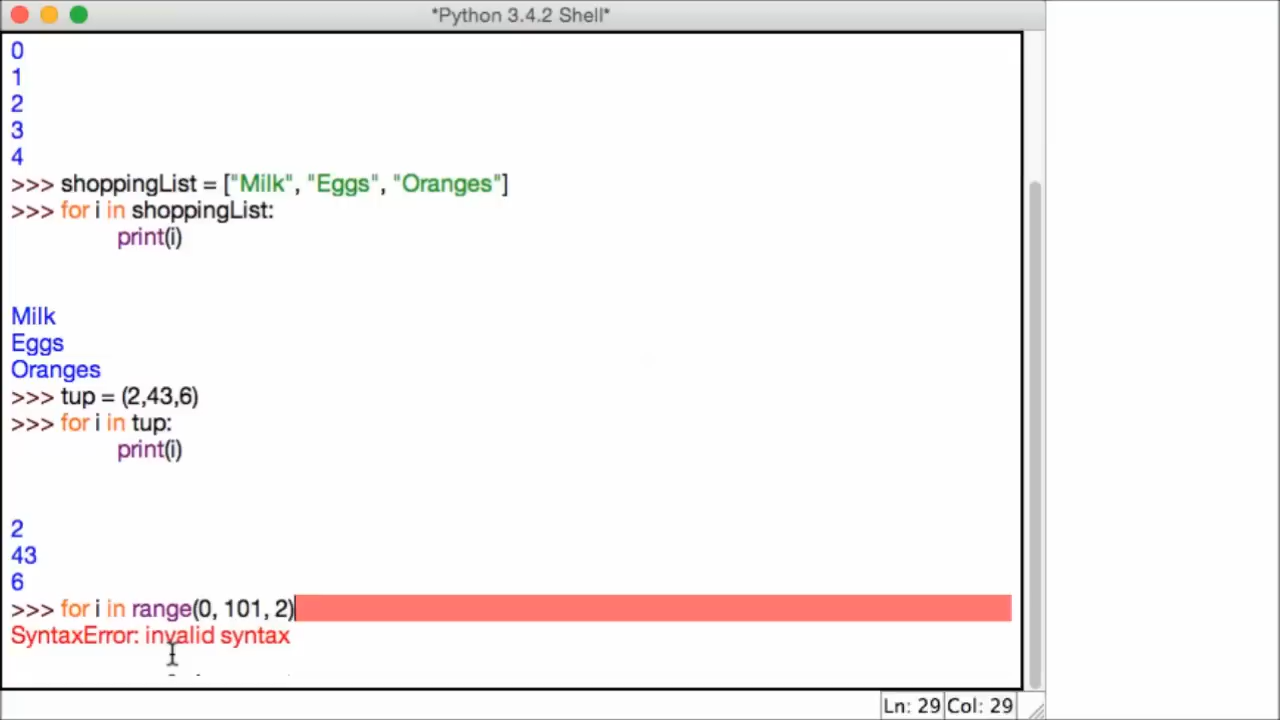 *Python 3.4.2 Shell*
0
1
2
3
4
>>> shoppingList = ["Milk", "Eggs", "Oranges"]
>>> for i in shoppingList:
print(i)
Milk
Eggs
Oranges
>>> tup = (2,43,6)
>>> for i in tup:
print(i)
2
43
6
>>> for i in range(0, 101, 2)
SyntaxError: invalid syntax
Ln: 29 Col: 29